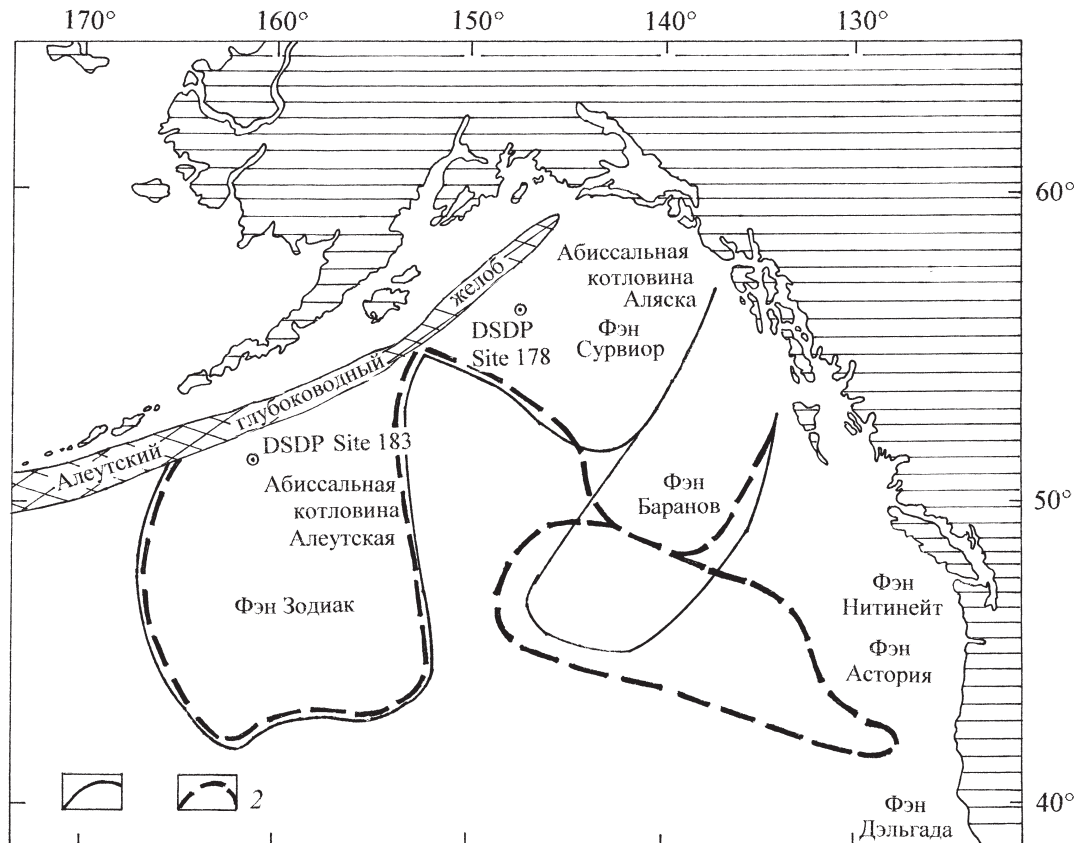 170° 160° 150° 140° 130°
60°
Абиссальная
котловина
Аляска
желоб
DSDP
Site 178
Фэн
Сурвиор
глубоководный
Алеутский
DSDP Site 183
Абиссальная
котловина
Алеутская
50°
Фэн
Баранов
Фэн Зодиак
Фэн
Нитинейт
Фэн
Астория
2
40°
Фэн
Дэльгада